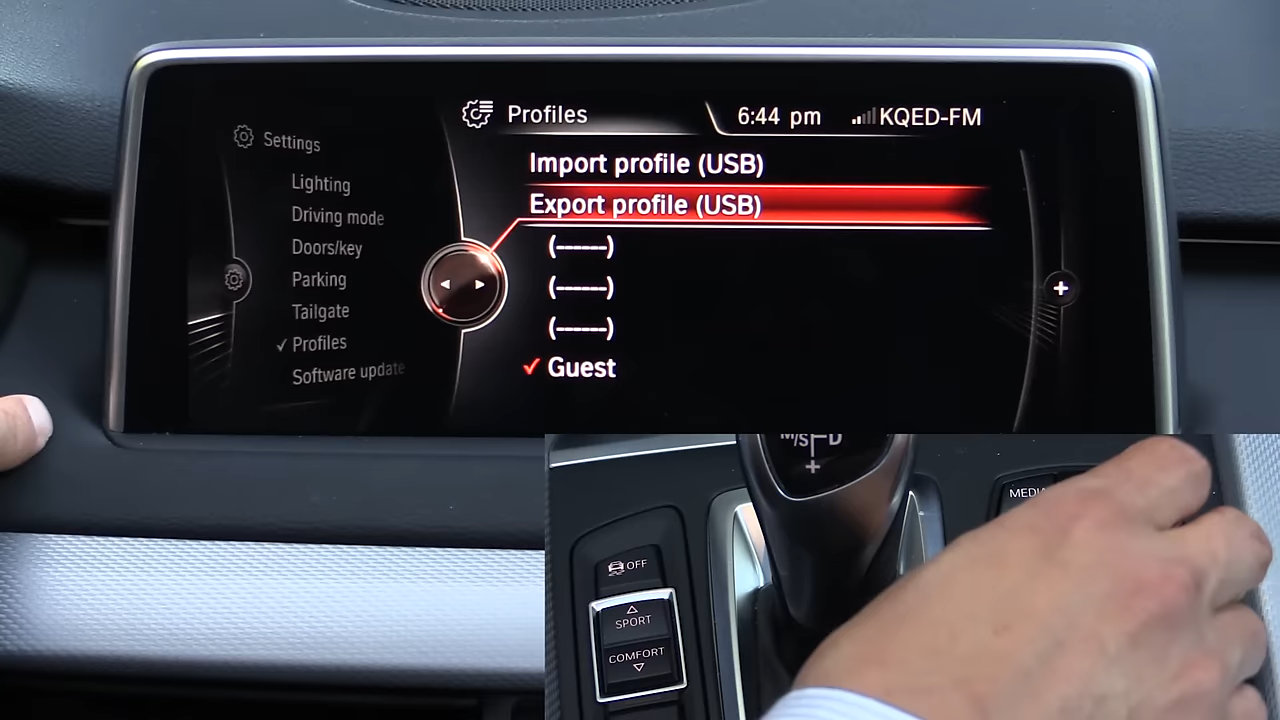 Profiles
6:44 pm
KQED-FM
Settings
Lighting
Driving mode
Doors/key
Parking
Tailgate
✓ Profiles
Software update
Import profile (USB)
Export profile (USB)
(------)
(------)
(------)
✓ Guest
+
M/S D
+
MEDIA
OFF
SPORT
COMFORT